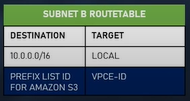 SUBNET B ROUTETABLE
DESTINATION TARGET
10.0.0.0/16 LOCAL
PREFIX LIST ID VPCE-ID
FOR AMAZON S3